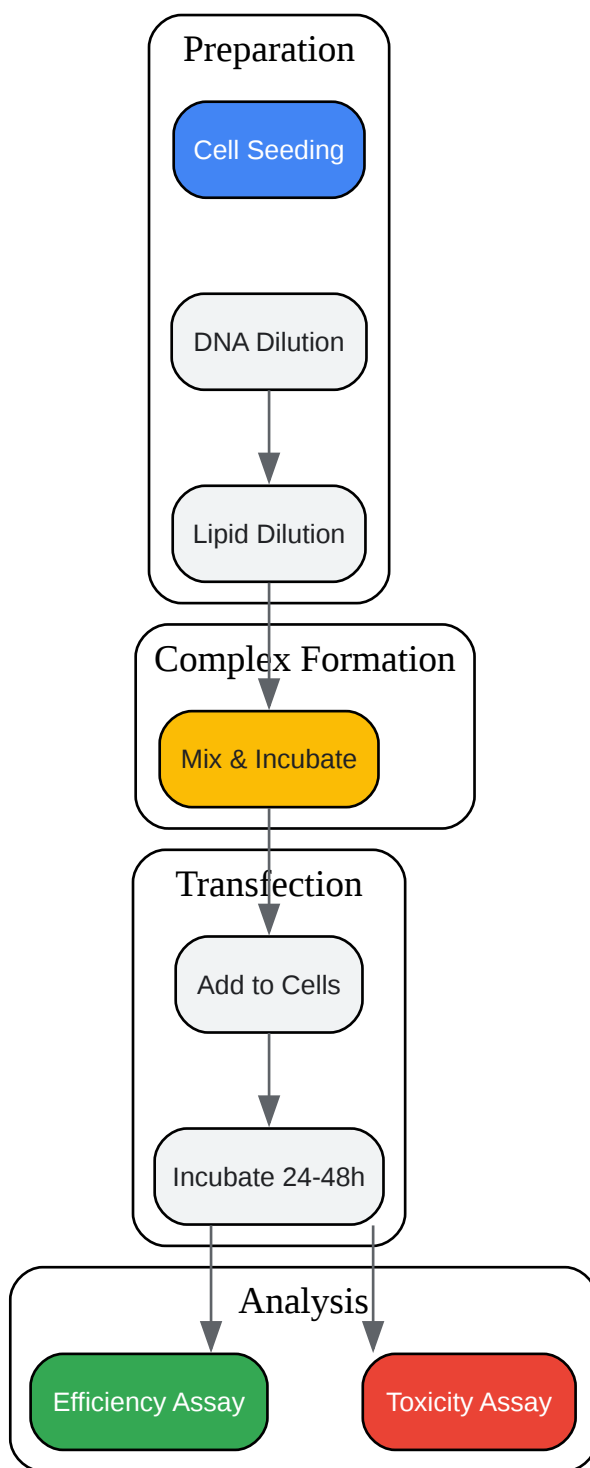 Preparation
Cell Seeding
DNA Dilution
Lipid Dilution
Complex Formation
Mix & Incubate
Transfection
Add to Cells
Incubate 24-48h
Analysis
Efficiency Assay
Toxicity Assay